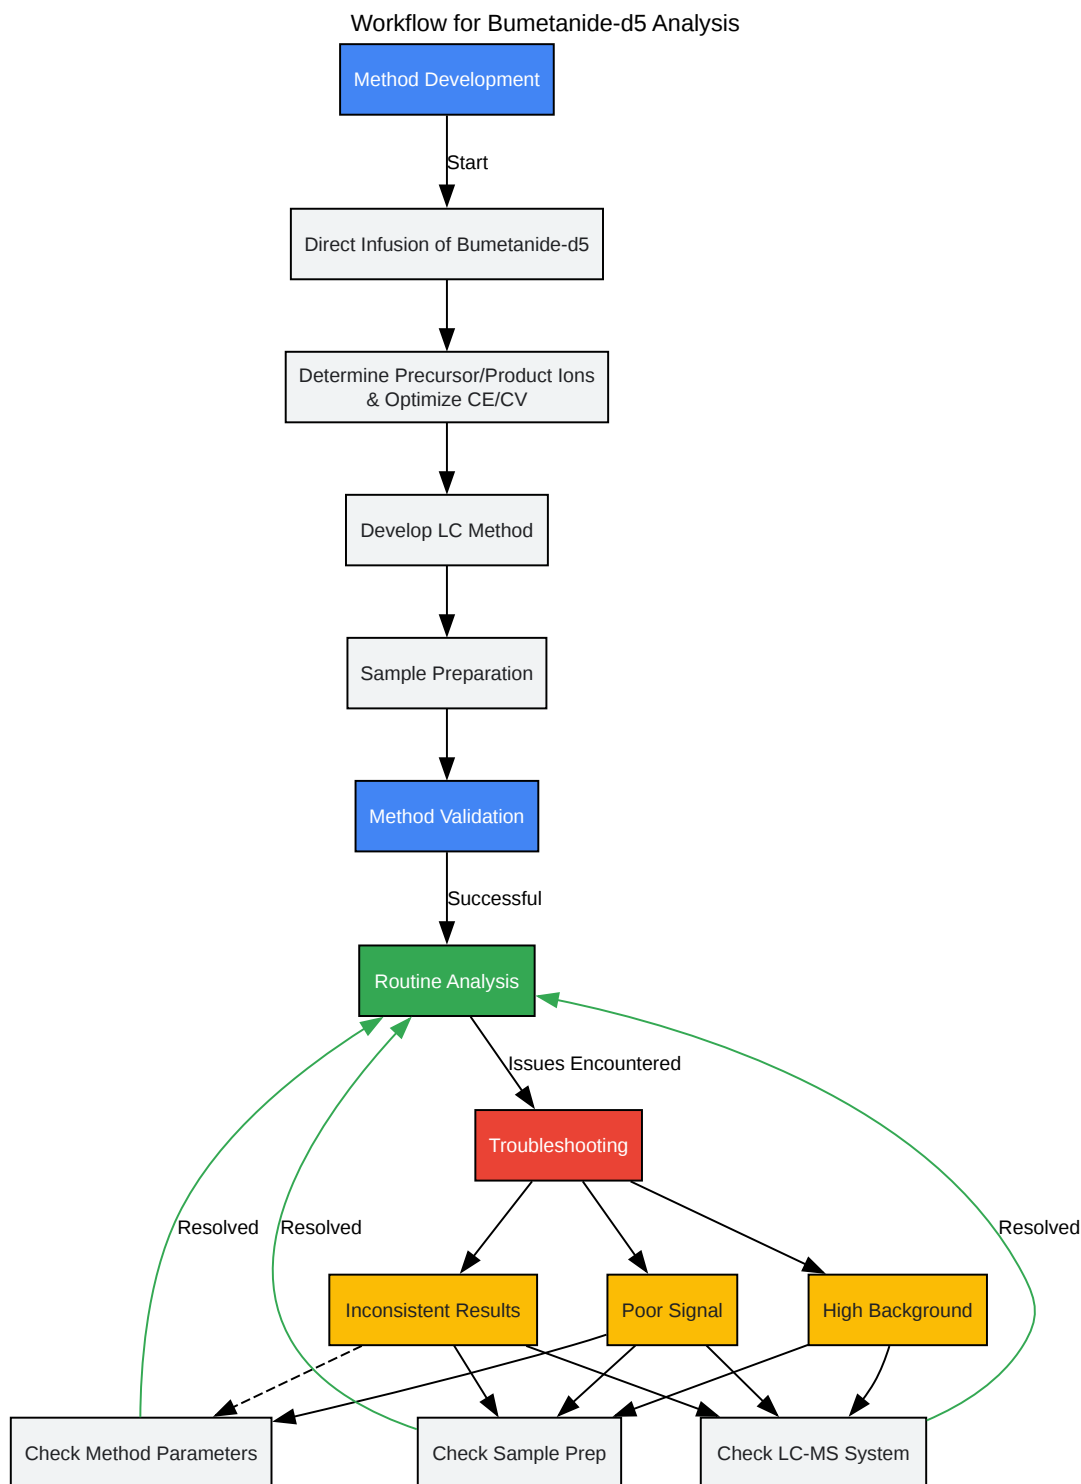 Workflow for Bumetanide-d5 Analysis
Method Development
Start
Direct Infusion of Bumetanide-d5
Determine Precursor/Product Ions
& Optimize CE/CV
Develop LC Method
Sample Preparation
Method Validation
Successful
Routine Analysis
Issues Encountered
Troubleshooting
Resolved
Resolved
Resolved
Inconsistent Results
Poor Signal
High Background
Check Method Parameters
Check Sample Prep
Check LC-MS System